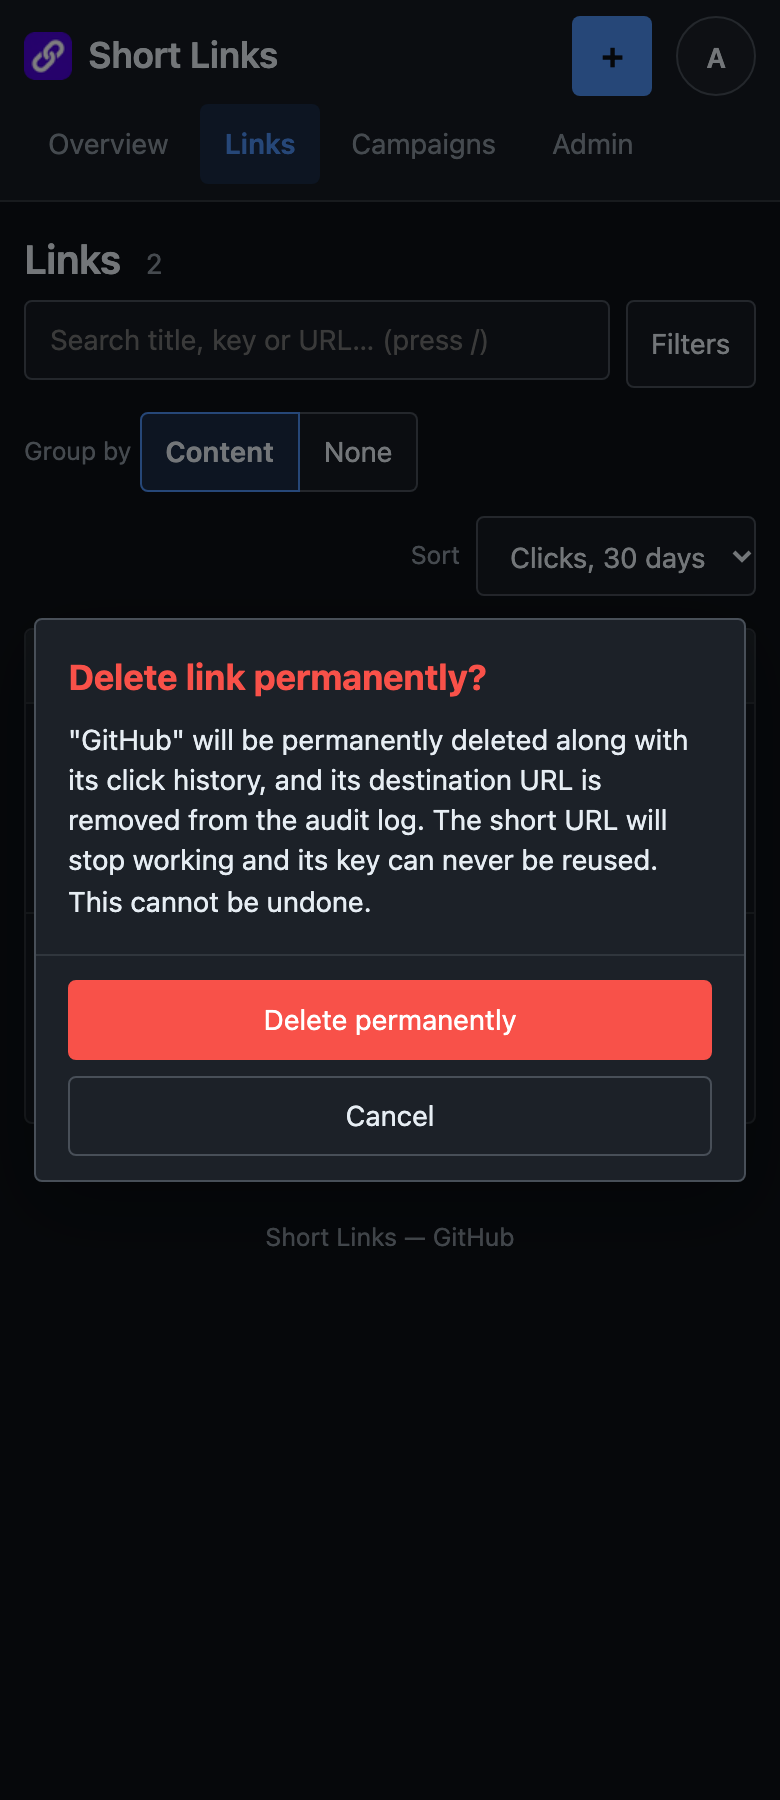 Short Links
+
A
Overview
Links
Campaigns
Admin
Links 2
Search title, key or URL... (press /)
Filters
Group by
Content
None
Sort
Clicks, 30 days
Delete link permanently?
"GitHub" will be permanently deleted along with
its click history, and its destination URL is
removed from the audit log. The short URL will
stop working and its key can never be reused.
This cannot be undone.
Delete permanently
Cancel
Short Links — GitHub